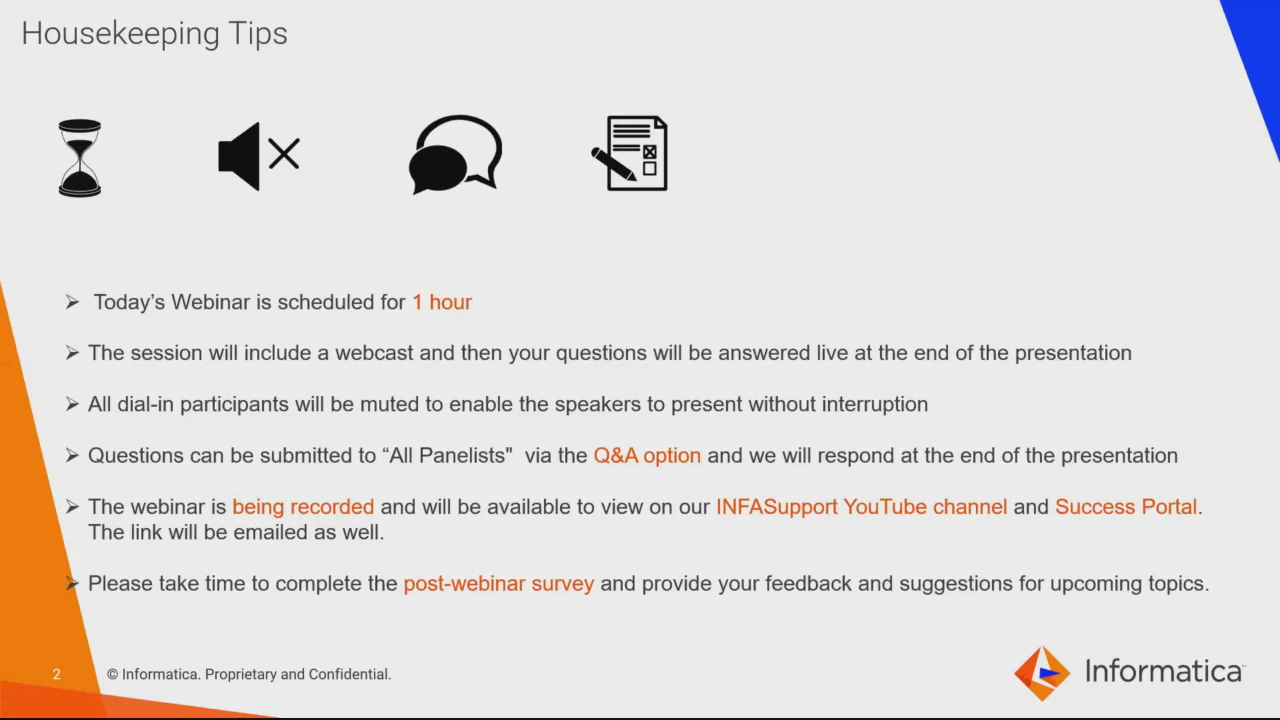 Housekeeping Tips
➢ Today’s Webinar is scheduled for 1 hour
➢ The session will include a webcast and then your questions will be answered live at the end of the presentation
➢ All dial-in participants will be muted to enable the speakers to present without interruption
➢ Questions can be submitted to “All Panelists" via the Q&A option and we will respond at the end of the presentation
➢ The webinar is being recorded and will be available to view on our INFASupport YouTube channel and Success Portal.
The link will be emailed as well.
➢ Please take time to complete the post-webinar survey and provide your feedback and suggestions for upcoming topics.
2 © Informatica. Proprietary and Confidential.
Informatica